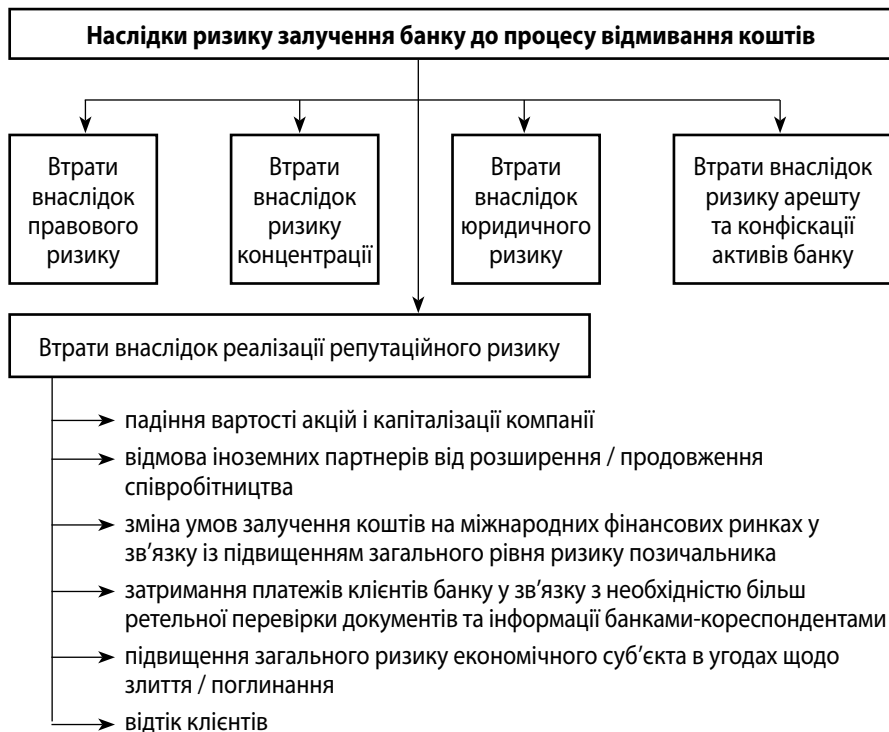 Наслідки ризику залучення банку до процесу відмивання коштів
Втрати
внаслідок
правового
ризику
Втрати
внаслідок
ризику
концентрації
Втрати
внаслідок
юридичного
ризику
Втрати внаслідок
ризику арешту
та конфіскації
активів банку
Втрати внаслідок реалізації репутаційного ризику
падіння вартості акцій і капіталізації компанії
відмова іноземних партнерів від розширення / продовження
співробітництва
зміна умов залучення коштів на міжнародних фінансових ринках у
зв'язку із підвищенням загального рівня ризику позичальника
затримання платежів клієнтів банку у зв'язку з необхідністю більш
ретельної перевірки документів та інформації банками-кореспондентами
підвищення загального ризику економічного суб'єкта в угодах щодо
злиття / поглинання
відтік клієнтів